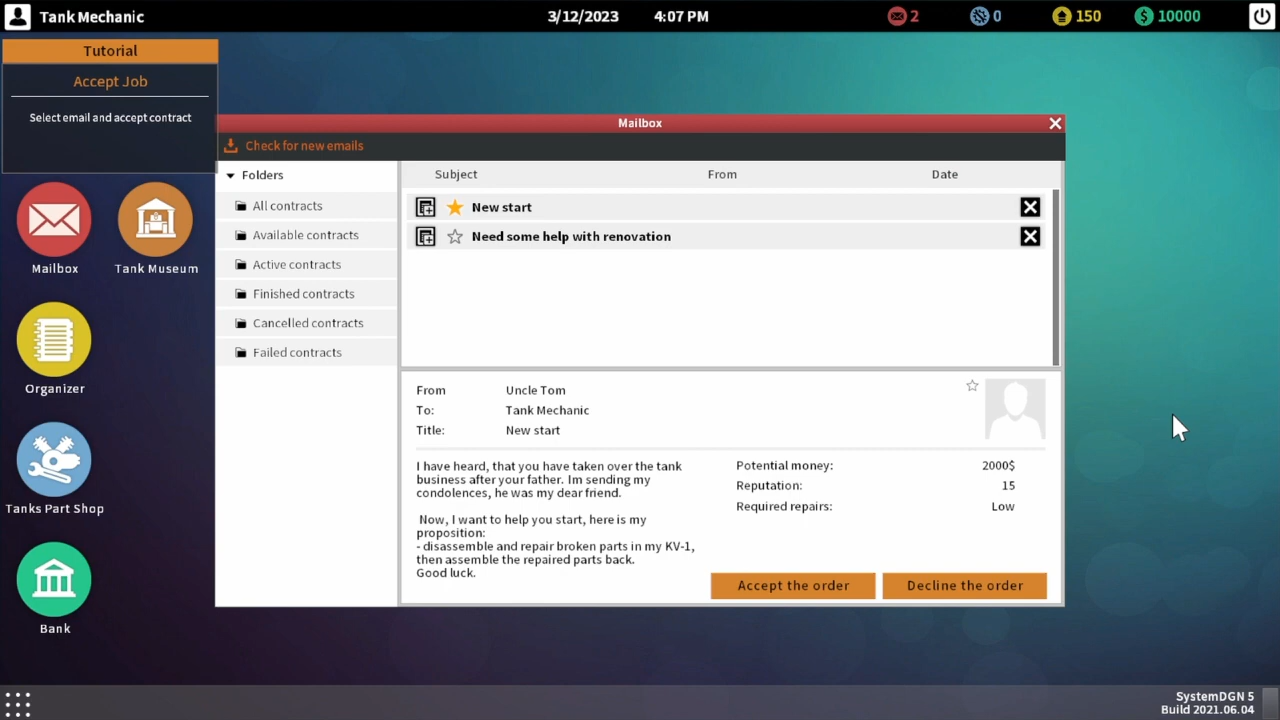 Tank Mechanic
3/12/2023
4:07 PM
2
0
150
$ 10000
Tutorial
Accept Job
Select email and accept contract
Mailbox
Check for new emails
Folders
All contracts
Available contracts
Active contracts
Finished contracts
Cancelled contracts
Failed contracts
Subject
From
Date
New start
Need some help with renovation
Mailbox
Tank Museum
Organizer
Tanks Part Shop
Bank
From Uncle Tom
To: Tank Mechanic
Title: New start
I have heard, that you have taken over the tank
business after your father. Im sending my
condolences, he was my dear friend.
Now, I want to help you start, here is my
proposition:
- disassemble and repair broken parts in my KV-1,
then assemble the repaired parts back.
Good luck.
Potential money: 2000$
Reputation: 15
Required repairs: Low
Accept the order
Decline the order
SystemDGN 5
Build 2021.06.04